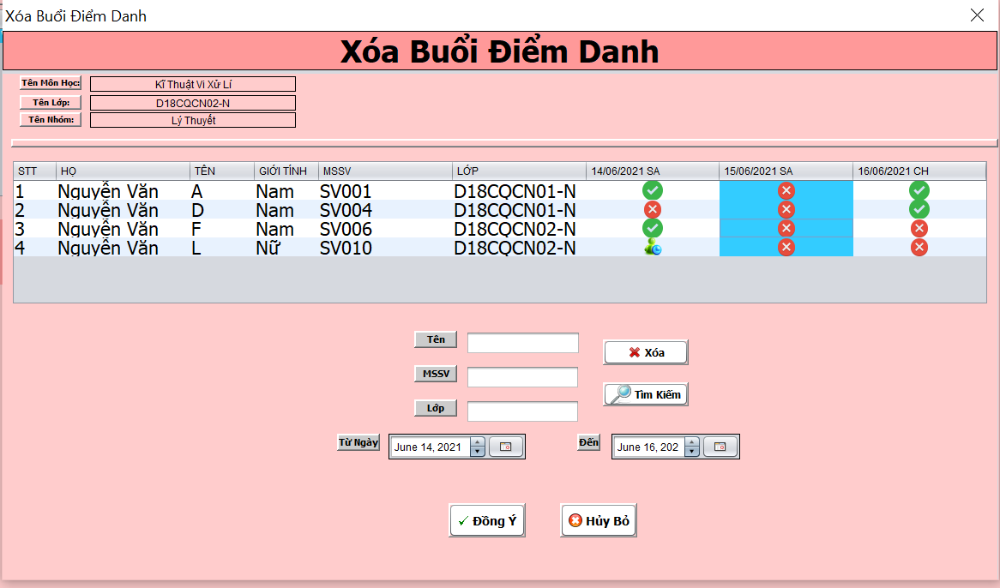 Xóa Buổi Điểm Danh
Xóa Buổi Điểm Danh
Tên Môn Học: Kĩ Thuật Vi Xử Lí
Tên Lớp: D18CQCN02-N
Tên Nhóm: Lý Thuyết
STT HỌ TÊN GIỚI TÍNH MSSV LỚP 14/06/2021 SA 15/06/2021 SA 16/06/2021 CH
1 Nguyễn Văn A Nam SV001 D18CQCN01-N
2 Nguyễn Văn D Nam SV004 D18CQCN01-N
3 Nguyễn Văn F Nam SV006 D18CQCN02-N
4 Nguyễn Văn L Nữ SV010 D18CQCN02-N
Tên
Xóa
MSSV
Tìm Kiếm
Lớp
Từ Ngày June 14, 2021 Đến June 16, 202
Đồng Ý Hủy Bỏ